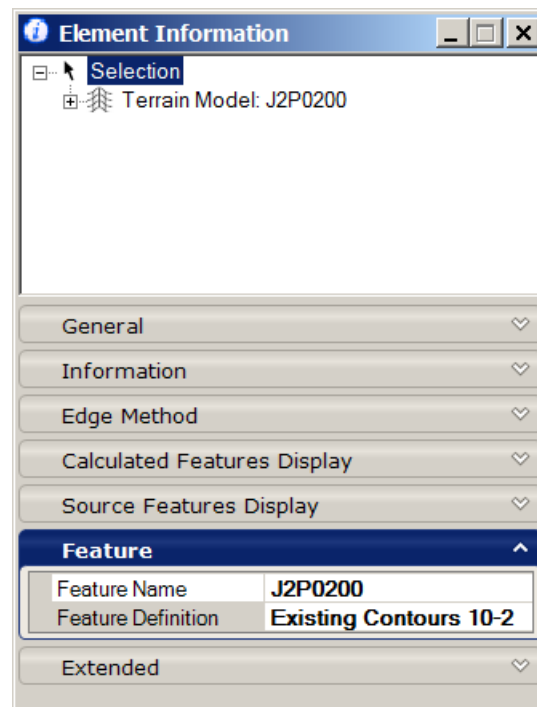 Element Information
Selection
Terrain Model: J2P0200
General
Information
Edge Method
Calculated Features Display
Source Features Display
Feature
Feature Name J2P0200
Feature Definition Existing Contours 10-2
Extended